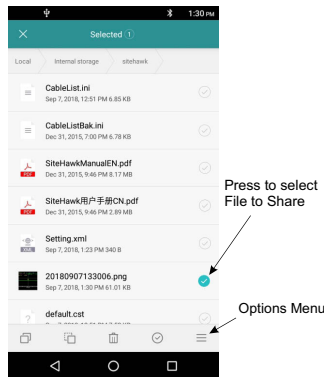 1:30 PM
Selected 1
Local Internal storage sitehawk
CableList.ini
Sep 7, 2018, 12:51 PM 6.85 KB
CableListBak.ini
Dec 31, 2015, 7:00 PM 6.78 KB
SiteHawkManualEN.pdf
PDF
Dec 31, 2015, 9:46 PM 8.17 MB
SiteHawk用户手册CN.pdf
PDF
Dec 31, 2015, 9:46 PM 2.89 MB
Press to select
File to Share
Setting.xml
XML
Sep 7, 2018, 1:23 PM 340 B
20180907133006.png
Sep 7, 2018, 1:30 PM 61.01 KB
default.cst
?
Options Menu